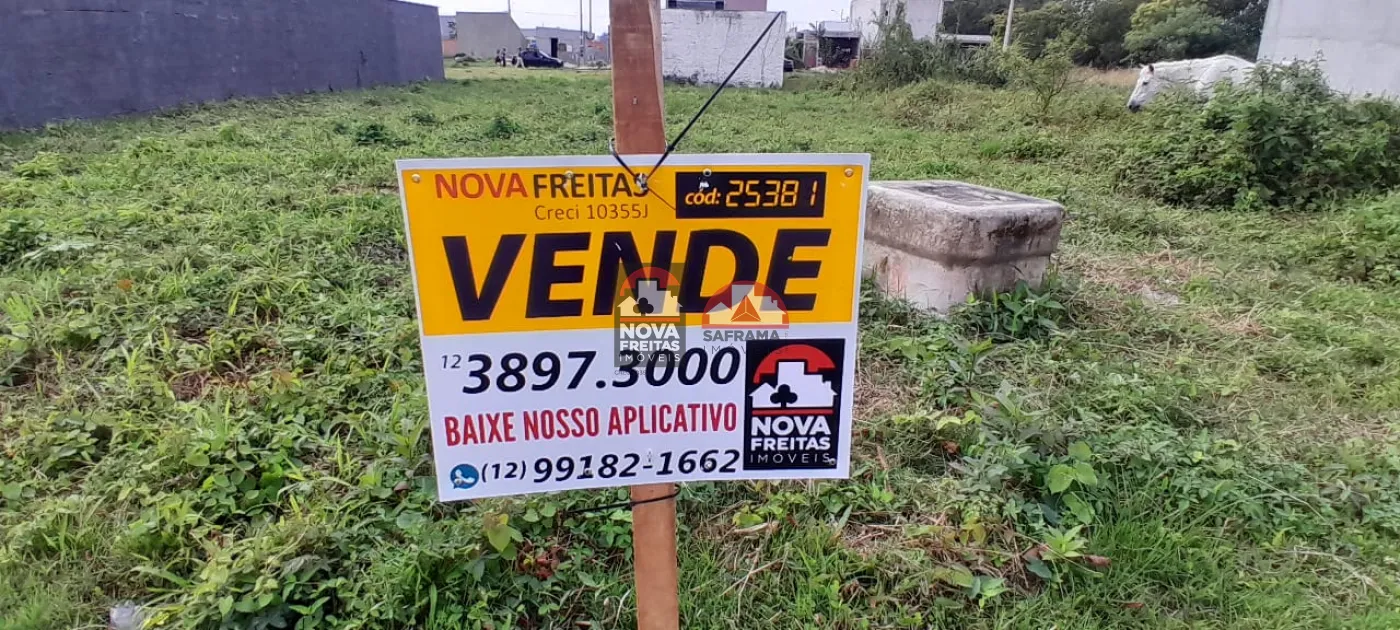 NOVA FREITAS
cód: 25381
Creci 10355J
VENDE
NOVA
FREITAS
IMÓVEIS
SAFRAMA
12 3897.3000
BAIXE NOSSO APLICATIVO
(12) 99182-1662
NOVA
FREITAS
IMÓVEIS